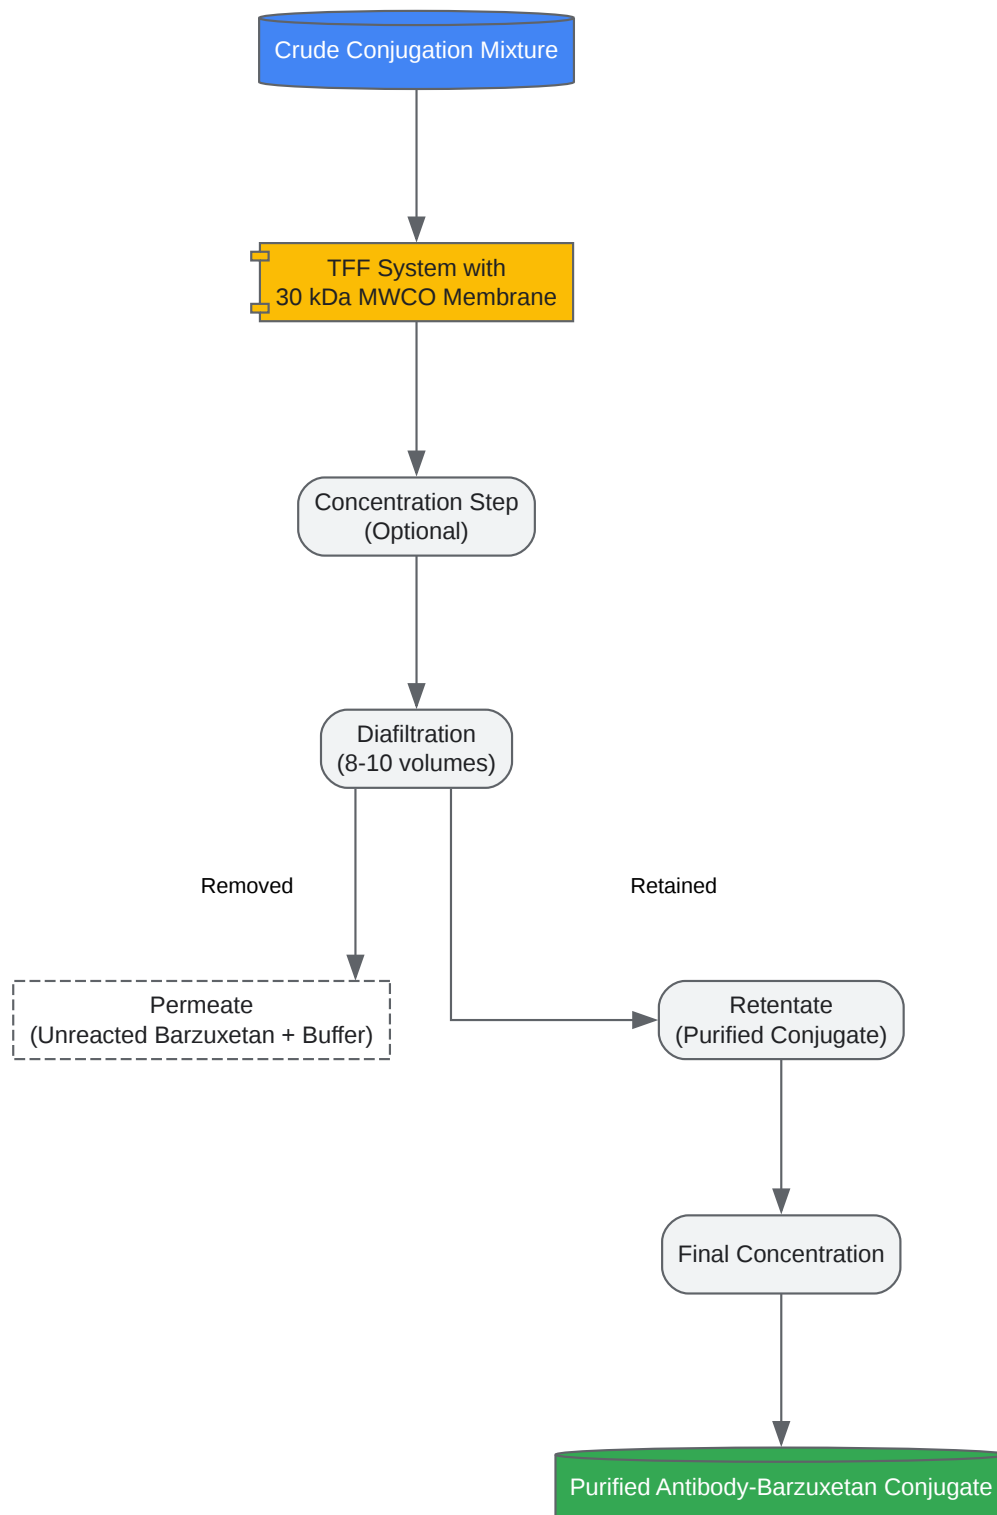 Crude Conjugation Mixture
TFF System with
30 kDa MWCO Membrane
Concentration Step
(Optional)
Diafiltration
(8-10 volumes)
Removed
Retained
Permeate
(Unreacted Barzuxetan + Buffer)
Retentate
(Purified Conjugate)
Final Concentration
Purified Antibody-Barzuxetan Conjugate